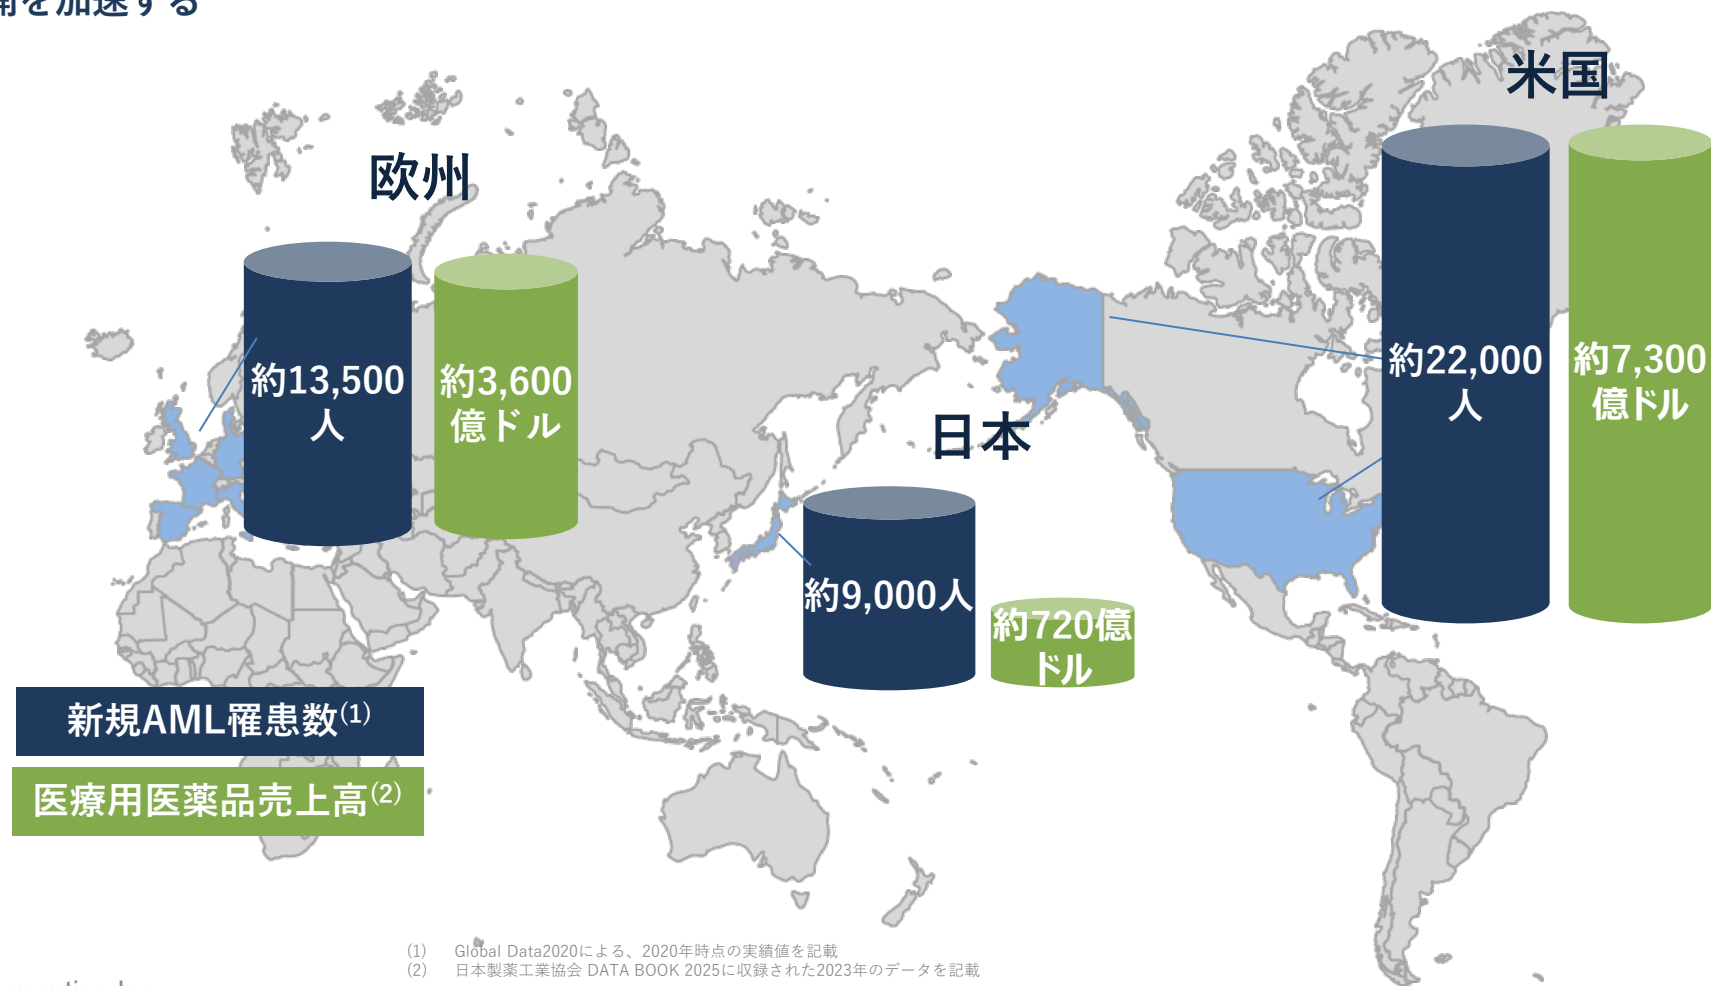 を加速する
米国
欧州
約13,500
人
約3,600
億ドル
約22,000
人
約7,300
億ドル
日本
約9,000人
約720億
ドル
新規AML罹患数(1)
医療用医薬品売上高(2)
(1) Global Data2020による、2020年時点の実績値を記載
(2) 日本製薬工業協会 DATA BOOK 2025に収録された2023年のデータを記載